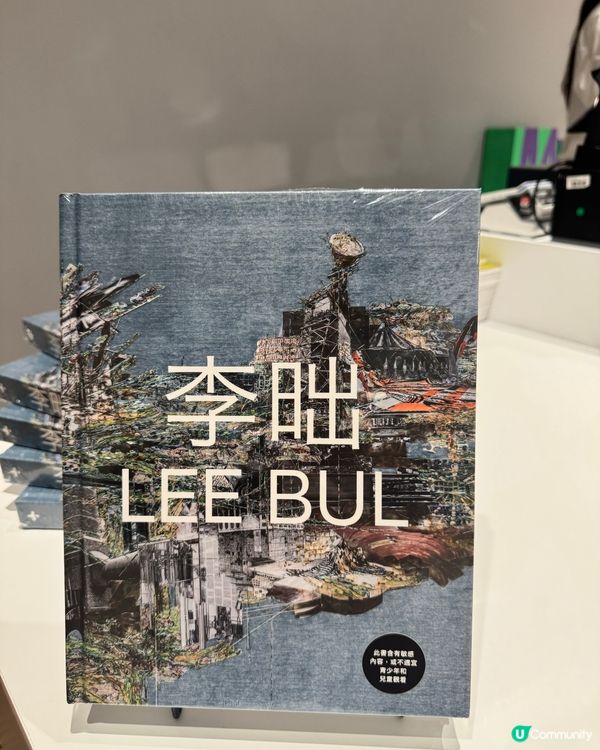 李昢
LEE BUL
此書含有敏感
內容，或不適宜
青少年和
兒童觀看
U Community